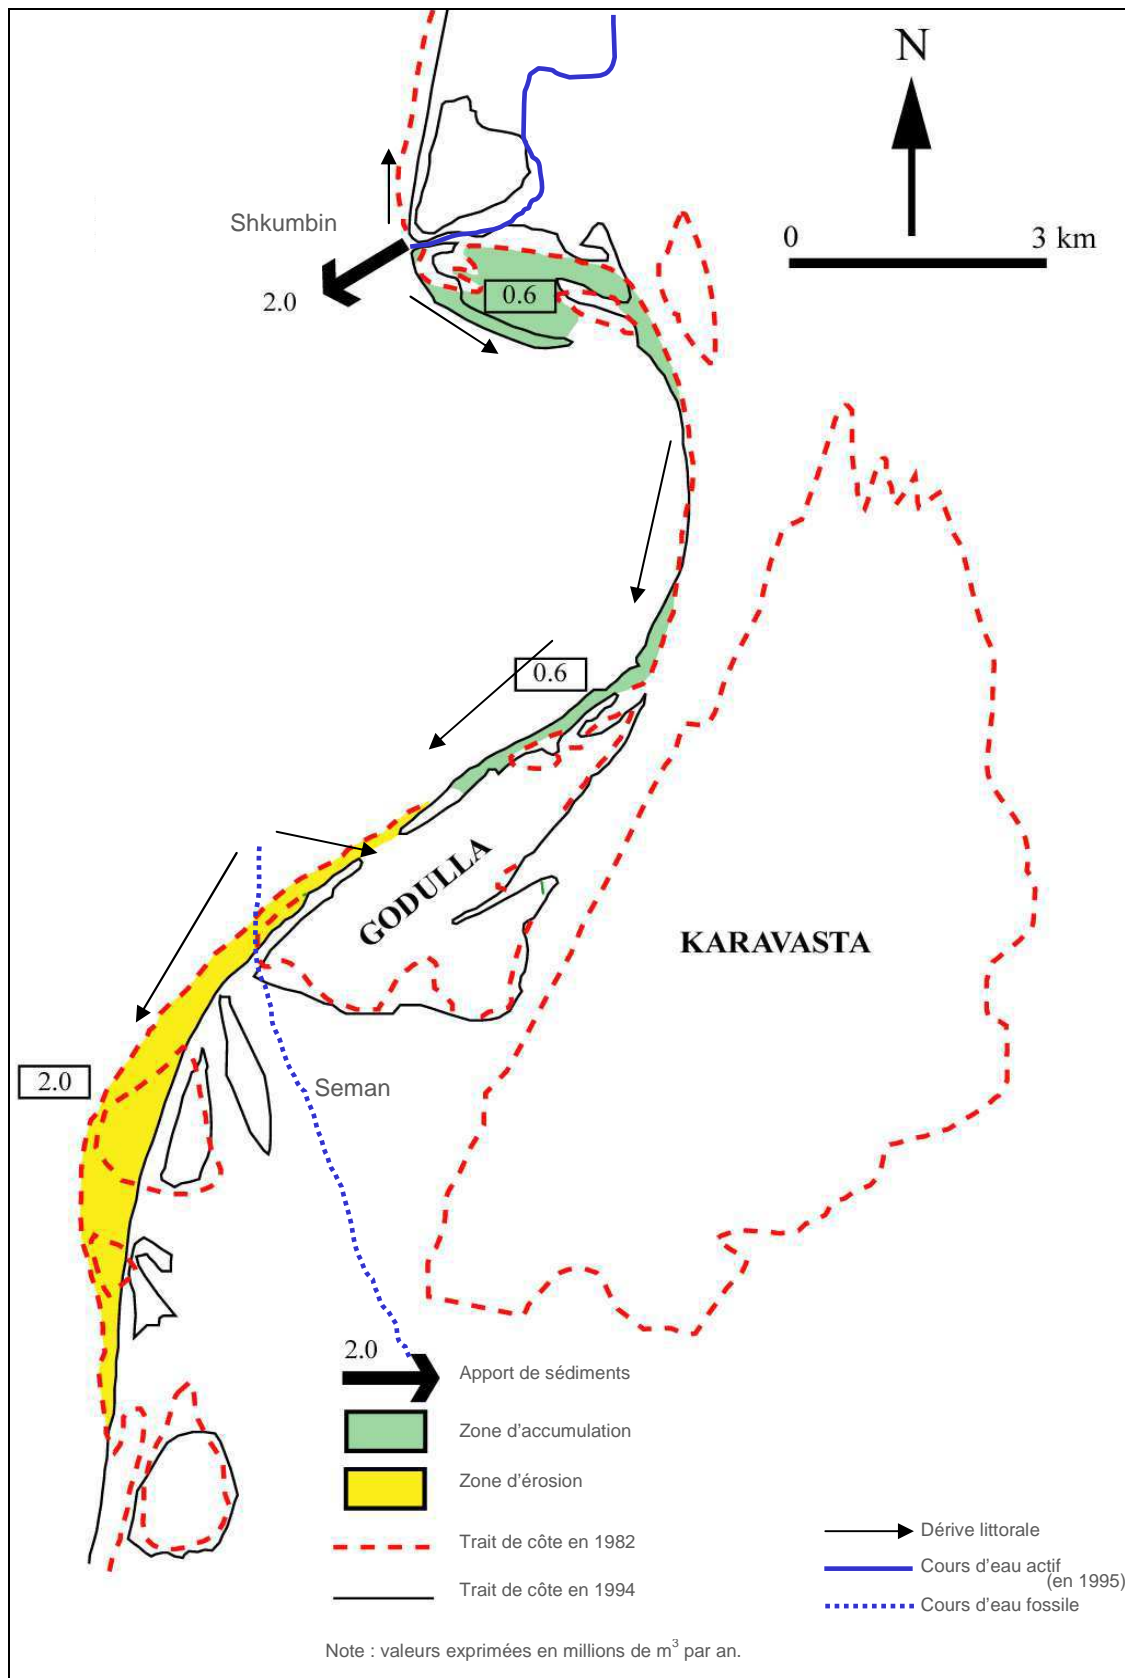 N
0 3 km
Shkumbin
2.0
0.6
0.6
GODULLA
KARAVASTA
2.0
Seman
2.0
Apport de sédiments
Zone d'accumulation
Zone d'érosion
Trait de côte en 1982
Trait de côte en 1994
Dérive littorale
Cours d'eau actif
(en 1995)
Cours d'eau fossile
Note : valeurs exprimées en millions de m³ par an.